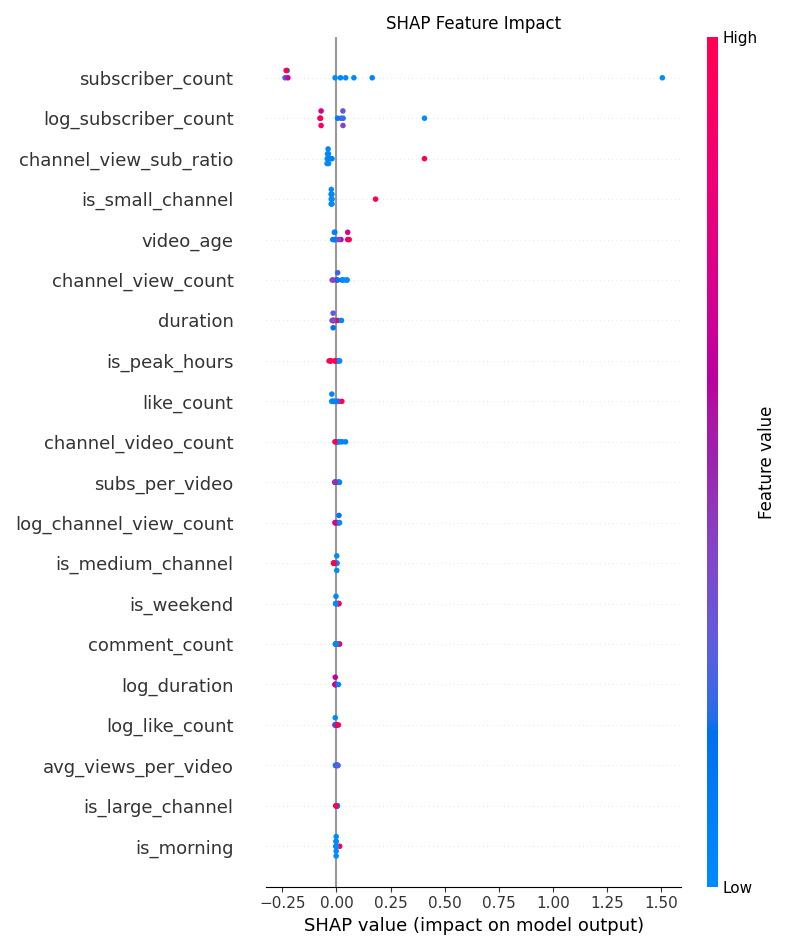 SHAP Feature Impact
High
subscriber_count
log_subscriber_count
channel_view_sub_ratio
is_small_channel
video_age
channel_view_count
duration
is_peak_hours
like_count
channel_video_count
subs_per_video
log_channel_view_count
is_medium_channel
is_weekend
comment_count
log_duration
log_like_count
avg_views_per_video
is_large_channel
is_morning
Feature value
Low
−0.25 0.00 0.25 0.50 0.75 1.00 1.25 1.50
SHAP value (impact on model output)